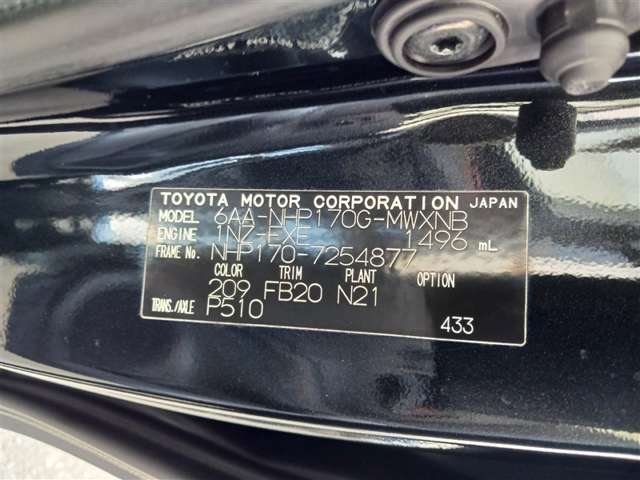 TOYOTA MOTOR CORPORATION JAPAN
MODEL 6AA-NHP170G-MWXNB
ENGINE 1NZ-EXE 1496 mL
FRAME No. NHP170-7254877
COLOR TRIM PLANT OPTION
209 FB20 N21
TRANS./AXLE P510
433